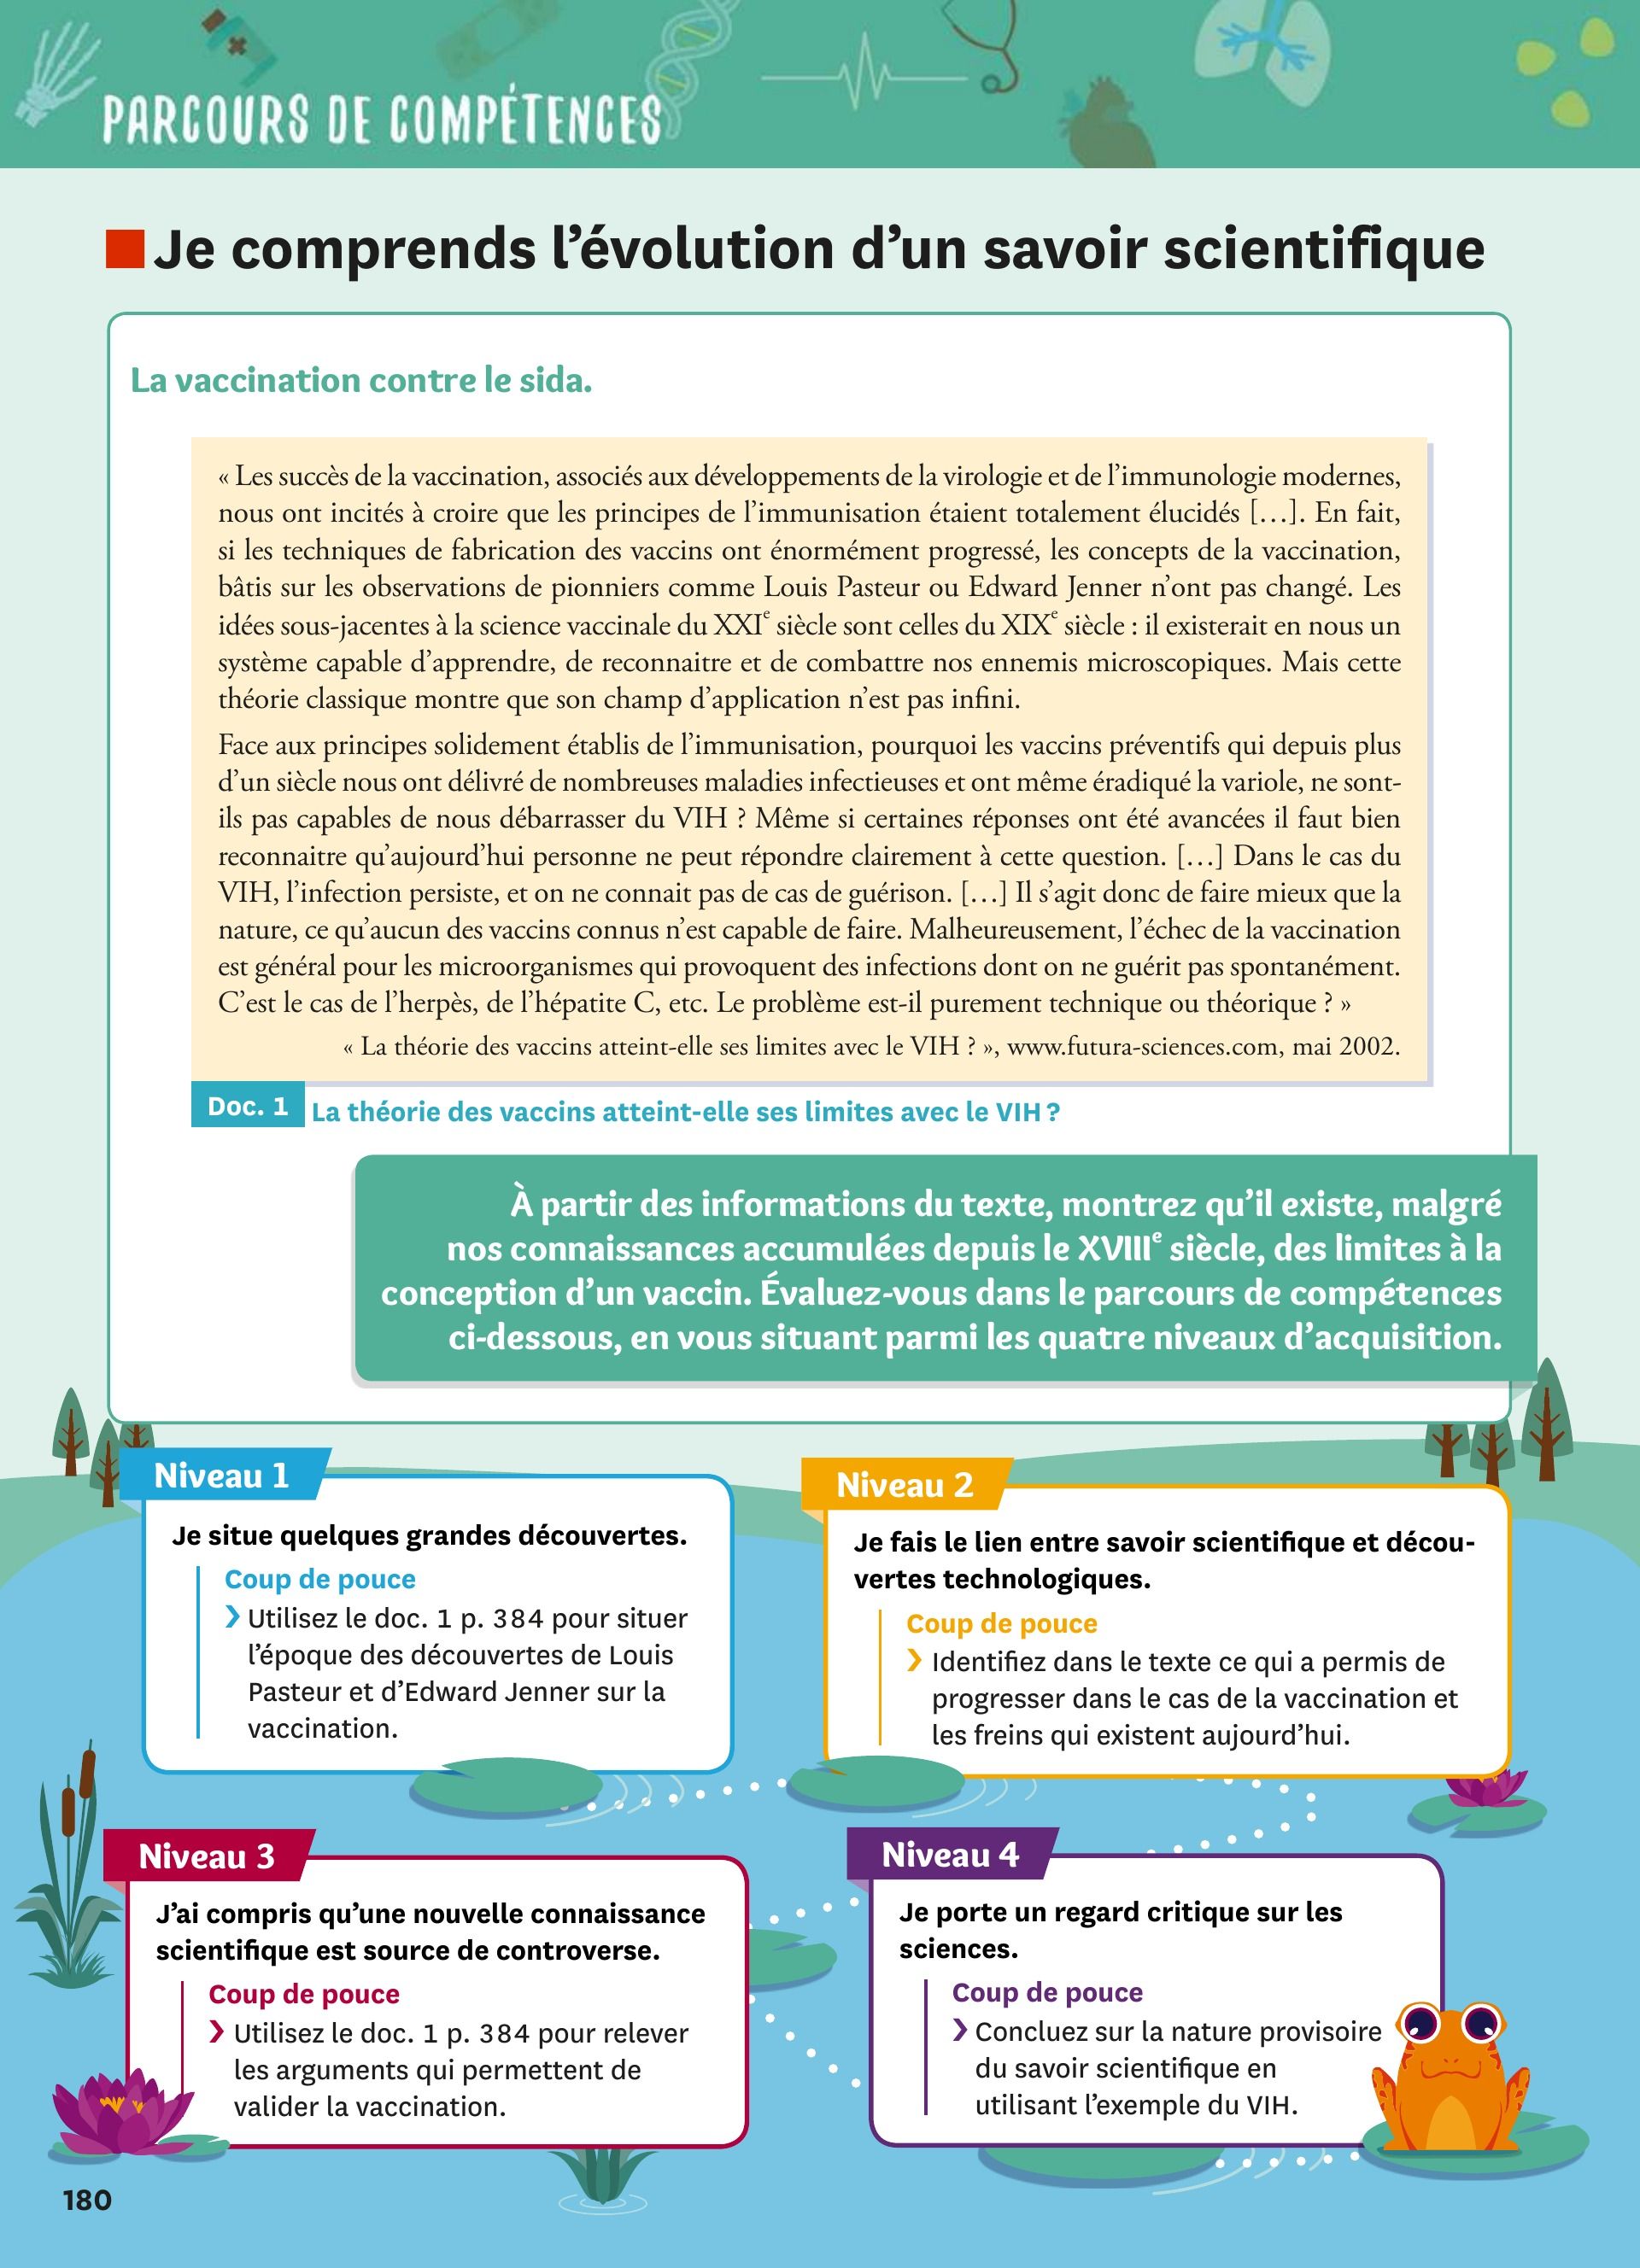 PARCOURS DE COMPÉTENCES
Je comprends l’évolution d’un savoir scientifique
La vaccination contre le sida.
« Les succès de la vaccination, associés aux développements de la virologie et de l’immunologie modernes,
nous ont incités à croire que les principes de l’immunisation étaient totalement élucidés […]. En fait,
si les techniques de fabrication des vaccins ont énormément progressé, les concepts de la vaccination,
bâtis sur les observations de pionniers comme Louis Pasteur ou Edward Jenner n’ont pas changé. Les
idées sous-jacentes à la science vaccinale du XXIe siècle sont celles du XIXe siècle : il existerait en nous un
système capable d’apprendre, de reconnaitre et de combattre nos ennemis microscopiques. Mais cette
théorie classique montre que son champ d’application n’est pas infini.
Face aux principes solidement établis de l’immunisation, pourquoi les vaccins préventifs qui depuis plus
d’un siècle nous ont délivré de nombreuses maladies infectieuses et ont même éradiqué la variole, ne sont-
ils pas capables de nous débarrasser du VIH ? Même si certaines réponses ont été avancées il faut bien
reconnaitre qu’aujourd’hui personne ne peut répondre clairement à cette question. […] Dans le cas du
VIH, l’infection persiste, et on ne connait pas de cas de guérison. […] Il s’agit donc de faire mieux que la
nature, ce qu’aucun des vaccins connus n’est capable de faire. Malheureusement, l’échec de la vaccination
est général pour les microorganismes qui provoquent des infections dont on ne guérit pas spontanément.
C’est le cas de l’herpès, de l’hépatite C, etc. Le problème est-il purement technique ou théorique ? »
« La théorie des vaccins atteint-elle ses limites avec le VIH ? », www.futura-sciences.com, mai 2002.
Doc. 1 La théorie des vaccins atteint-elle ses limites avec le VIH ?
À partir des informations du texte, montrez qu’il existe, malgré
nos connaissances accumulées depuis le XVIIIe siècle, des limites à la
conception d’un vaccin. Évaluez-vous dans le parcours de compétences
ci-dessous, en vous situant parmi les quatre niveaux d’acquisition.
Niveau 1
Je situe quelques grandes découvertes.
Coup de pouce
❯ Utilisez le doc. 1 p. 384 pour situer
l’époque des découvertes de Louis
Pasteur et d’Edward Jenner sur la
vaccination.
Niveau 2
Je fais le lien entre savoir scientifique et décou-
vertes technologiques.
Coup de pouce
❯ Identifiez dans le texte ce qui a permis de
progresser dans le cas de la vaccination et
les freins qui existent aujourd’hui.
Niveau 3
J’ai compris qu’une nouvelle connaissance
scientifique est source de controverse.
Coup de pouce
❯ Utilisez le doc. 1 p. 384 pour relever
les arguments qui permettent de
valider la vaccination.
Niveau 4
Je porte un regard critique sur les
sciences.
Coup de pouce
❯ Concluez sur la nature provisoire
du savoir scientifique en
utilisant l’exemple du VIH.
180